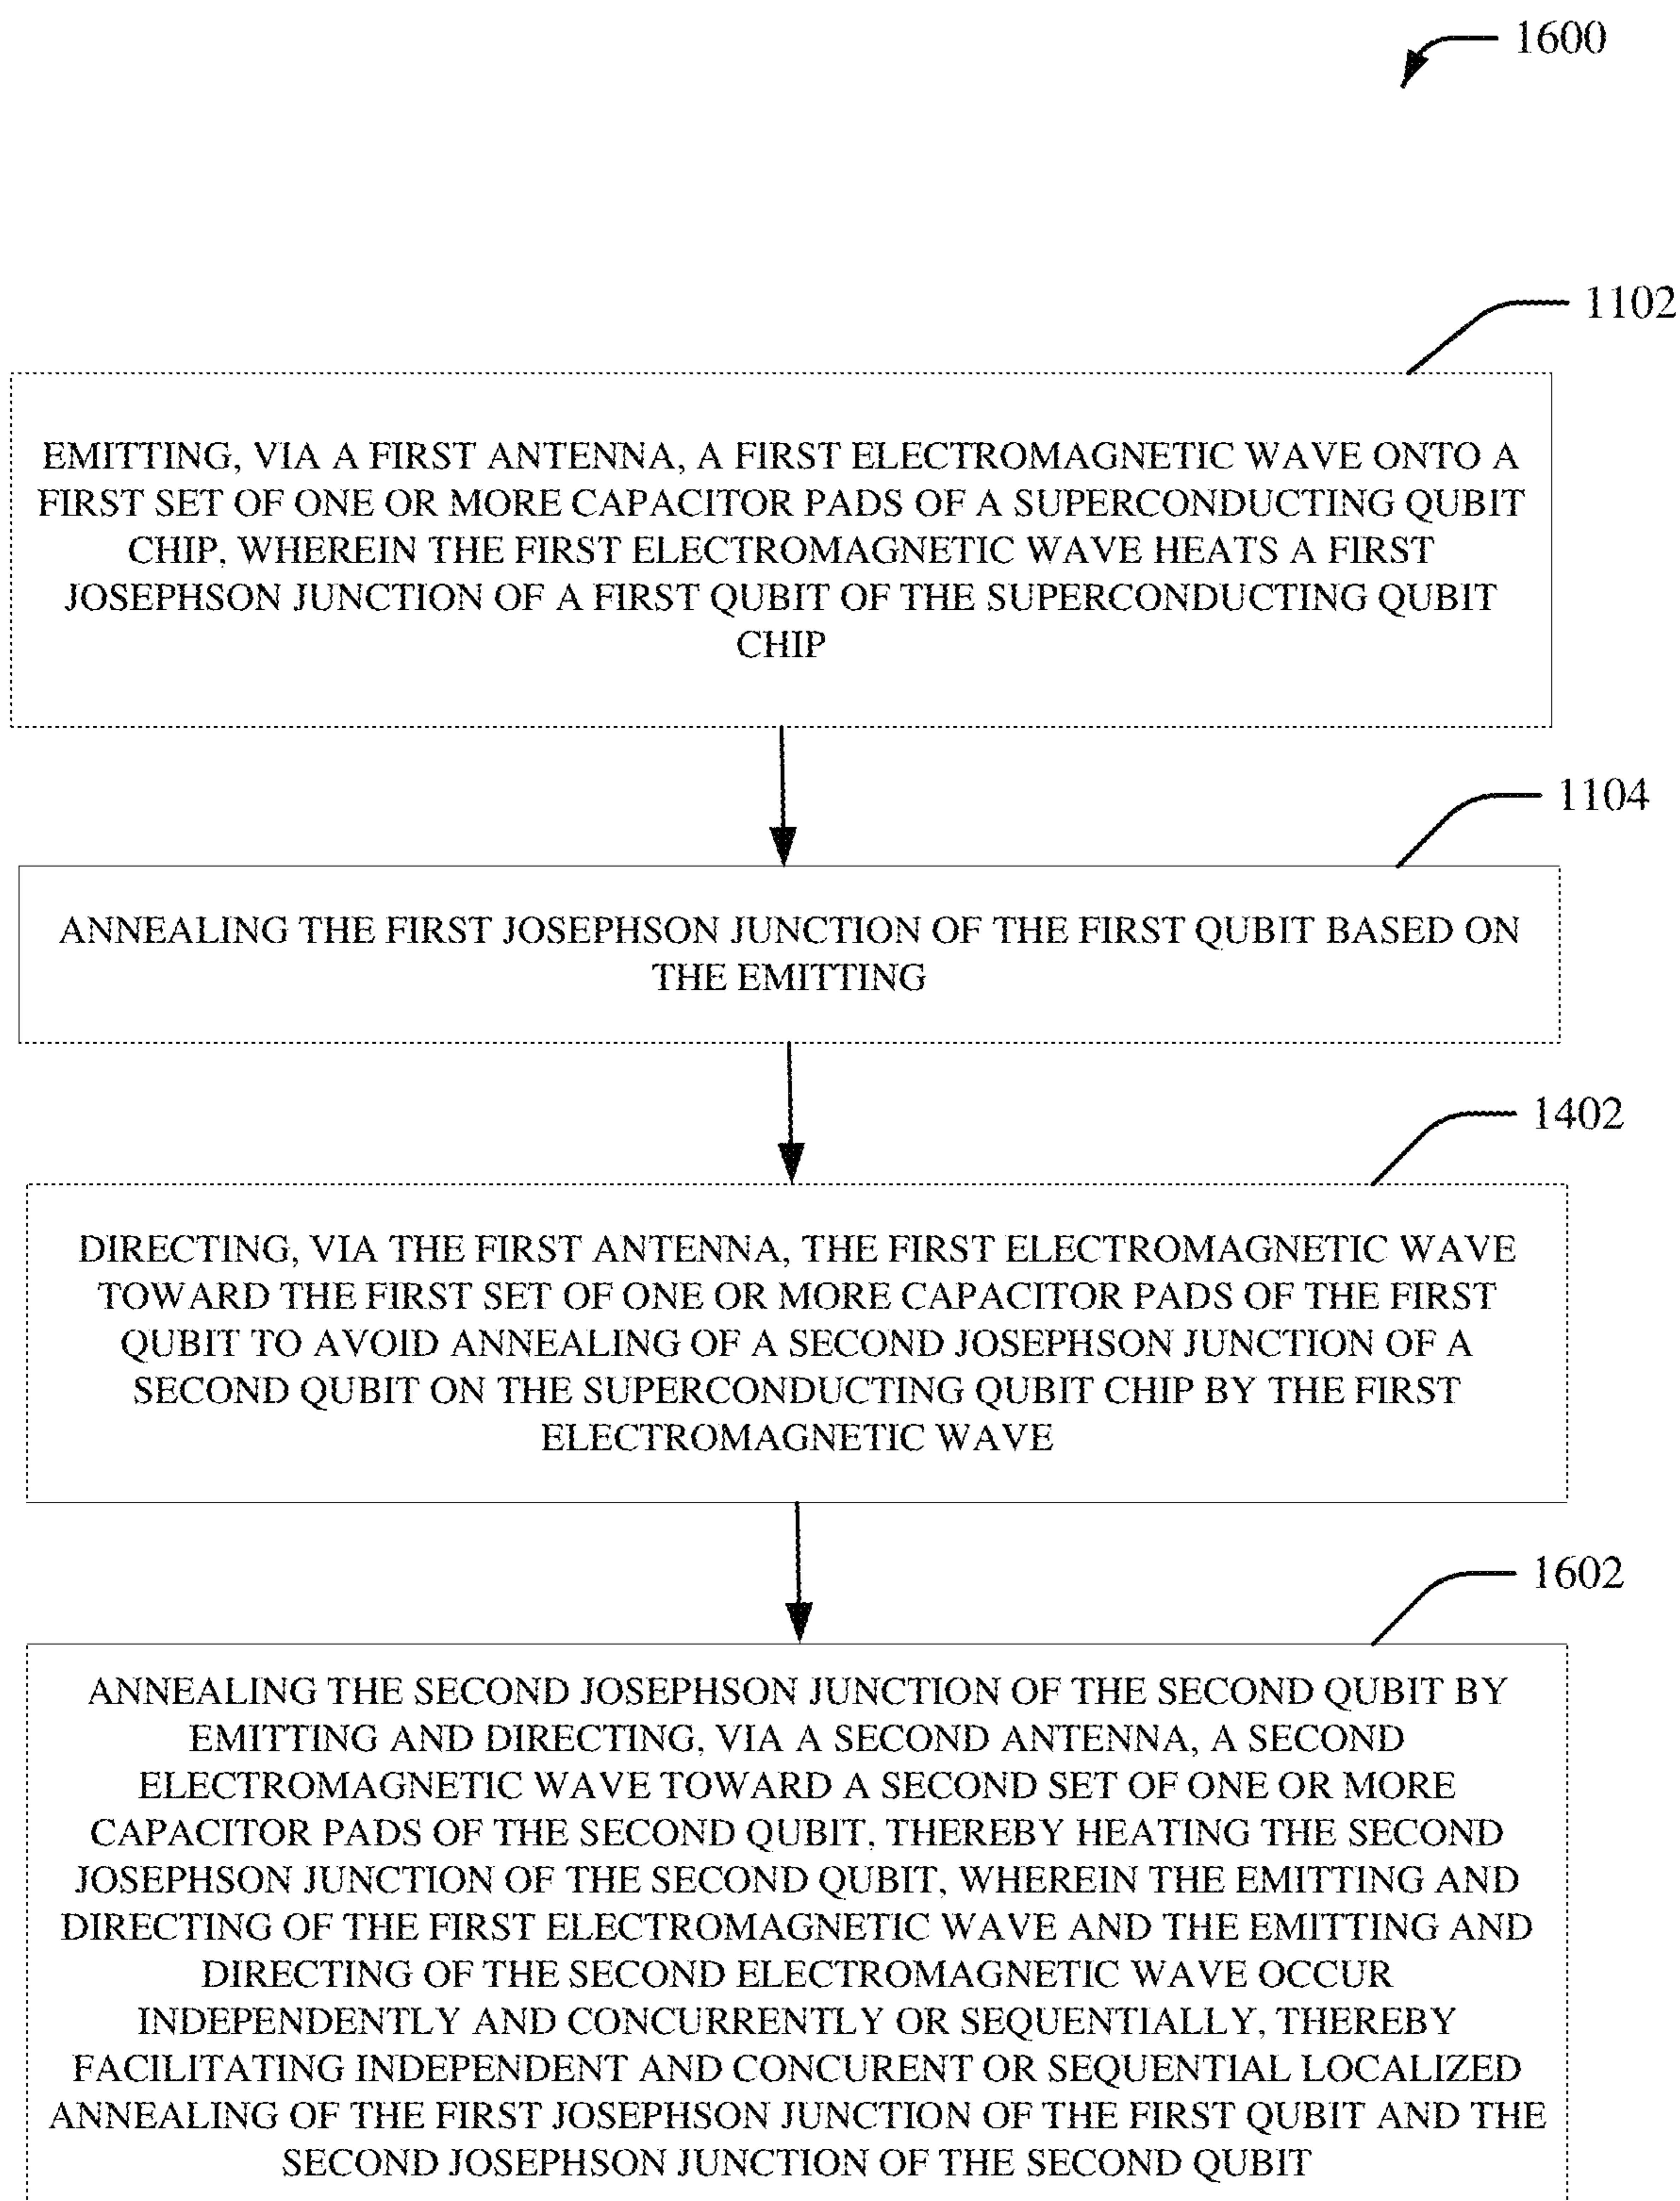 1600
1102
EMITTING, VIA A FIRST ANTENNA, A FIRST ELECTROMAGNETIC WAVE ONTO A
FIRST SET OF ONE OR MORE CAPACITOR PADS OF A SUPERCONDUCTING QUBIT
CHIP, WHEREIN THE FIRST ELECTROMAGNETIC WAVE HEATS A FIRST
JOSEPHSON JUNCTION OF A FIRST QUBIT OF THE SUPERCONDUCTING QUBIT
CHIP
1104
ANNEALING THE FIRST JOSEPHSON JUNCTION OF THE FIRST QUBIT BASED ON
THE EMITTING
1402
DIRECTING, VIA THE FIRST ANTENNA, THE FIRST ELECTROMAGNETIC WAVE
TOWARD THE FIRST SET OF ONE OR MORE CAPACITOR PADS OF THE FIRST
QUBIT TO AVOID ANNEALING OF A SECOND JOSEPHSON JUNCTION OF A
SECOND QUBIT ON THE SUPERCONDUCTING QUBIT CHIP BY THE FIRST
ELECTROMAGNETIC WAVE
1602
ANNEALING THE SECOND JOSEPHSON JUNCTION OF THE SECOND QUBIT BY
EMITTING AND DIRECTING, VIA A SECOND ANTENNA, A SECOND
ELECTROMAGNETIC WAVE TOWARD A SECOND SET OF ONE OR MORE
CAPACITOR PADS OF THE SECOND QUBIT, THEREBY HEATING THE SECOND
JOSEPHSON JUNCTION OF THE SECOND QUBIT, WHEREIN THE EMITTING AND
DIRECTING OF THE FIRST ELECTROMAGNETIC WAVE AND THE EMITTING AND
DIRECTING OF THE SECOND ELECTROMAGNETIC WAVE OCCUR
INDEPENDENTLY AND CONCURRENTLY OR SEQUENTIALLY, THEREBY
FACILITATING INDEPENDENT AND CONCURENT OR SEQUENTIAL LOCALIZED
ANNEALING OF THE FIRST JOSEPHSON JUNCTION OF THE FIRST QUBIT AND THE
SECOND JOSEPHSON JUNCTION OF THE SECOND QUBIT